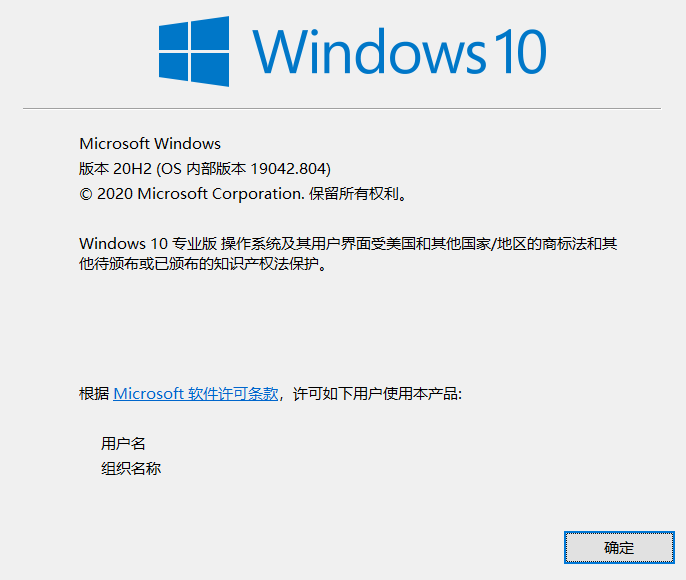 Windows 10
Microsoft Windows
版本 20H2 (OS 内部版本 19042.804)
© 2020 Microsoft Corporation. 保留所有权利。
Windows 10 专业版 操作系统及其用户界面受美国和其他国家/地区的商标法和其
他待颁布或已颁布的知识产权法保护。
根据 Microsoft 软件许可条款，许可如下用户使用本产品:
用户名
组织名称
确定